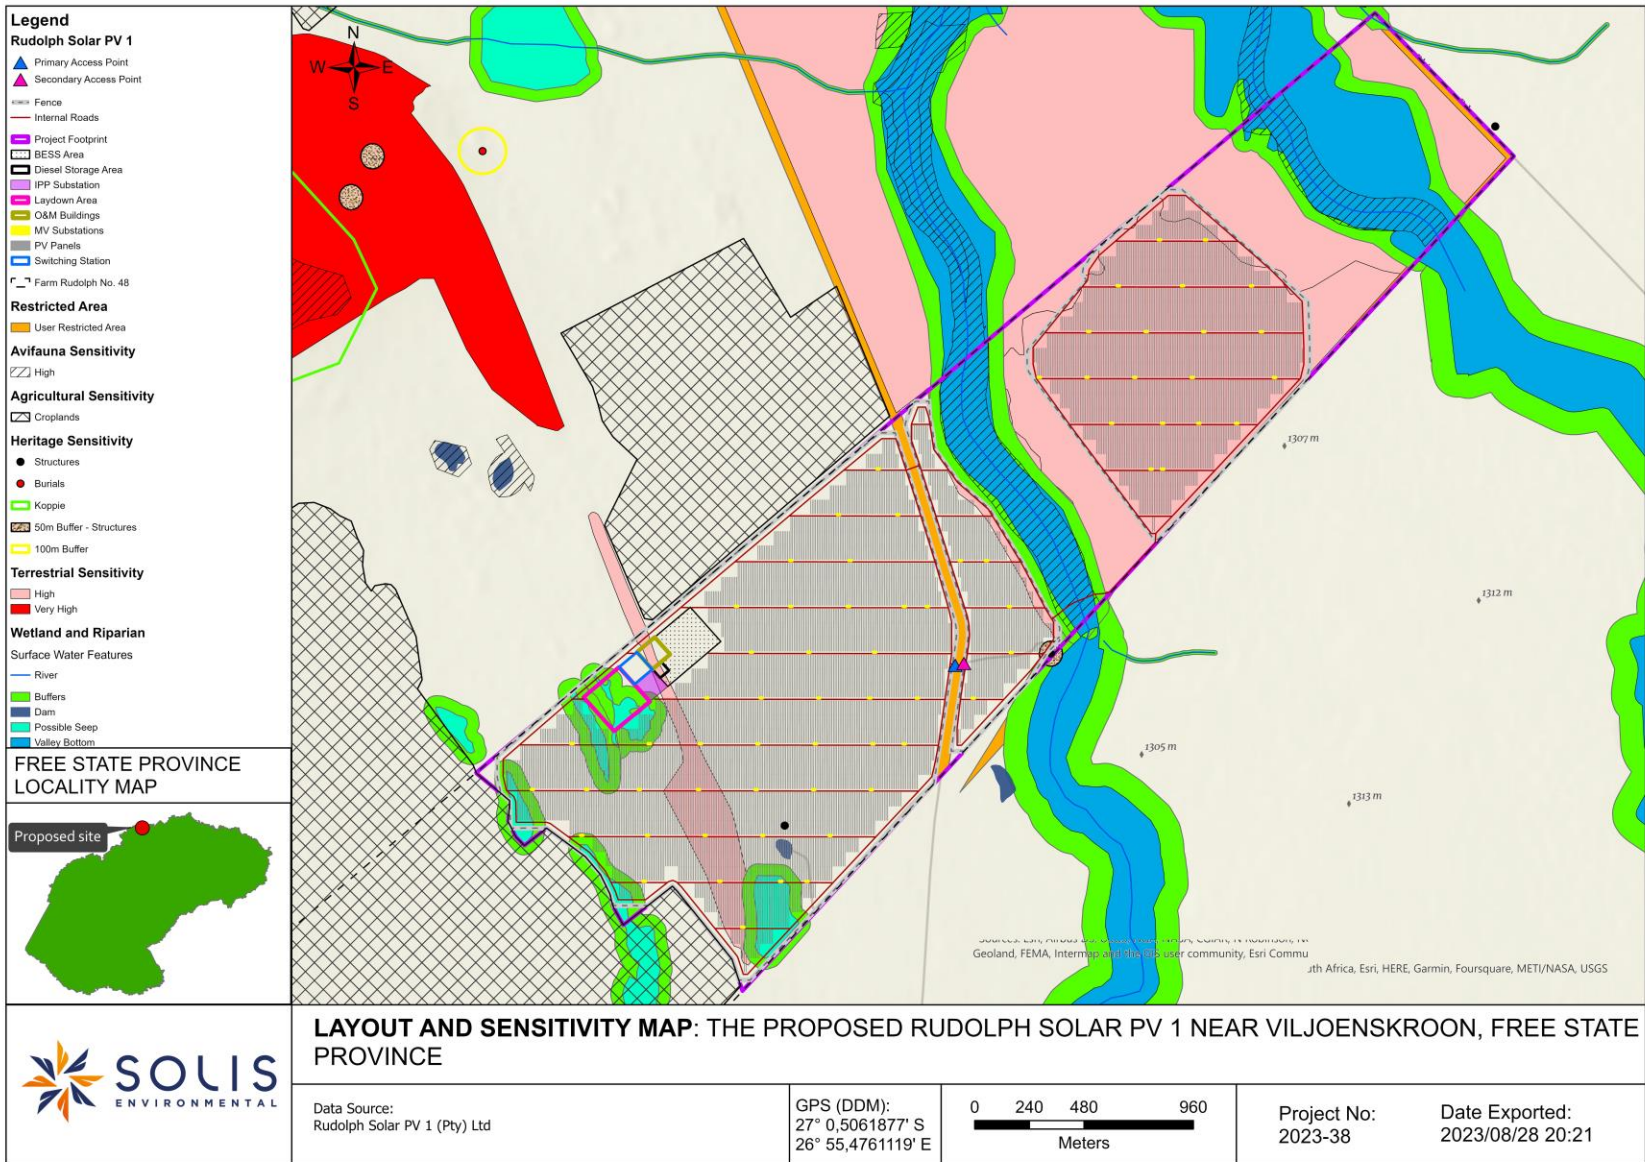 Legend
Rudolph Solar PV 1
Primary Access Point
Secondary Access Point
Fence
Internal Roads
Project Footprint
BESS Area
Diesel Storage Area
IPP Substation
Laydown Area
O&M Buildings
MV Substations
PV Panels
Switching Station
Farm Rudolph No. 48
Restricted Area
User Restricted Area
Avifauna Sensitivity
High
Agricultural Sensitivity
Croplands
Heritage Sensitivity
Structures
Burials
Koppie
50m Buffer - Structures
100m Buffer
Terrestrial Sensitivity
High
Very High
Wetland and Riparian
Surface Water Features
River
Buffers
Dam
Possible Seep
Valley Bottom
FREE STATE PROVINCE
LOCALITY MAP
Proposed site
SOLIS
ENVIRONMENTAL
N
W E
S
1307 m
1312 m
1305 m
1313 m
Geoland, FEMA, Intermap and the GIS user community, Esri Commu
uth Africa, Esri, HERE, Garmin, Foursquare, METI/NASA, USGS
LAYOUT AND SENSITIVITY MAP: THE PROPOSED RUDOLPH SOLAR PV 1 NEAR VILJOENSKROON, FREE STATE
PROVINCE
Data Source:
Rudolph Solar PV 1 (Pty) Ltd
GPS (DDM):
27° 0,5061877' S
26° 55,4761119' E
0 240 480 960
Meters
Project No:
2023-38
Date Exported:
2023/08/28 20:21